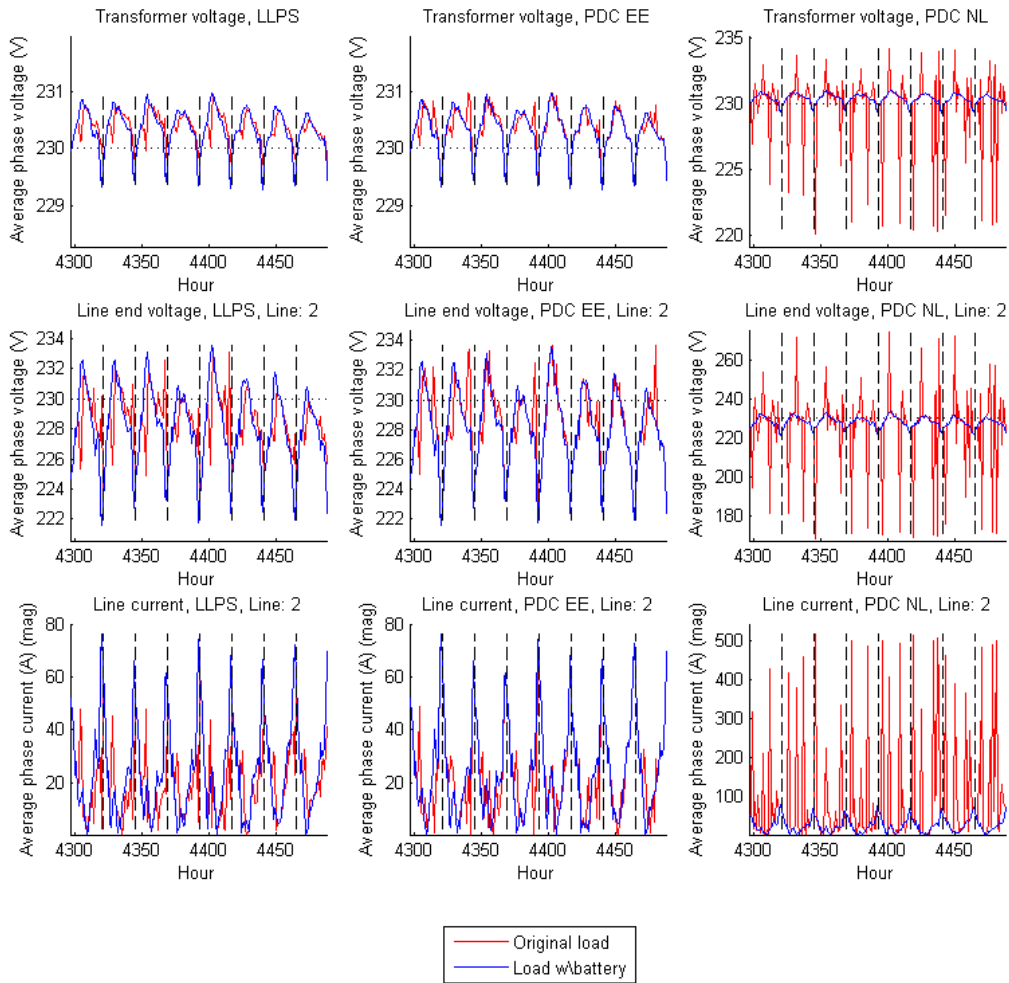 Transformer voltage, LLPS
Average phase voltage (V)
231
230
229
4300 4350 4400 4450
Hour
Transformer voltage, PDC EE
Average phase voltage (V)
231
230
229
4300 4350 4400 4450
Hour
Transformer voltage, PDC NL
Average phase voltage (V)
235
230
225
220
4300 4350 4400 4450
Hour
Line end voltage, LLPS, Line: 2
Average phase voltage (V)
234
232
230
228
226
224
222
4300 4350 4400 4450
Hour
Line end voltage, PDC EE, Line: 2
Average phase voltage (V)
234
232
230
228
226
224
222
4300 4350 4400 4450
Hour
Line end voltage, PDC NL, Line: 2
Average phase voltage (V)
260
240
220
200
180
4300 4350 4400 4450
Hour
Line current, LLPS, Line: 2
Average phase current (A) (mag)
80
60
40
20
4300 4350 4400 4450
Hour
Line current, PDC EE, Line: 2
Average phase current (A) (mag)
80
60
40
20
4300 4350 4400 4450
Hour
Line current, PDC NL, Line: 2
Average phase current (A) (mag)
500
400
300
200
100
4300 4350 4400 4450
Hour
Original load
Load w\battery